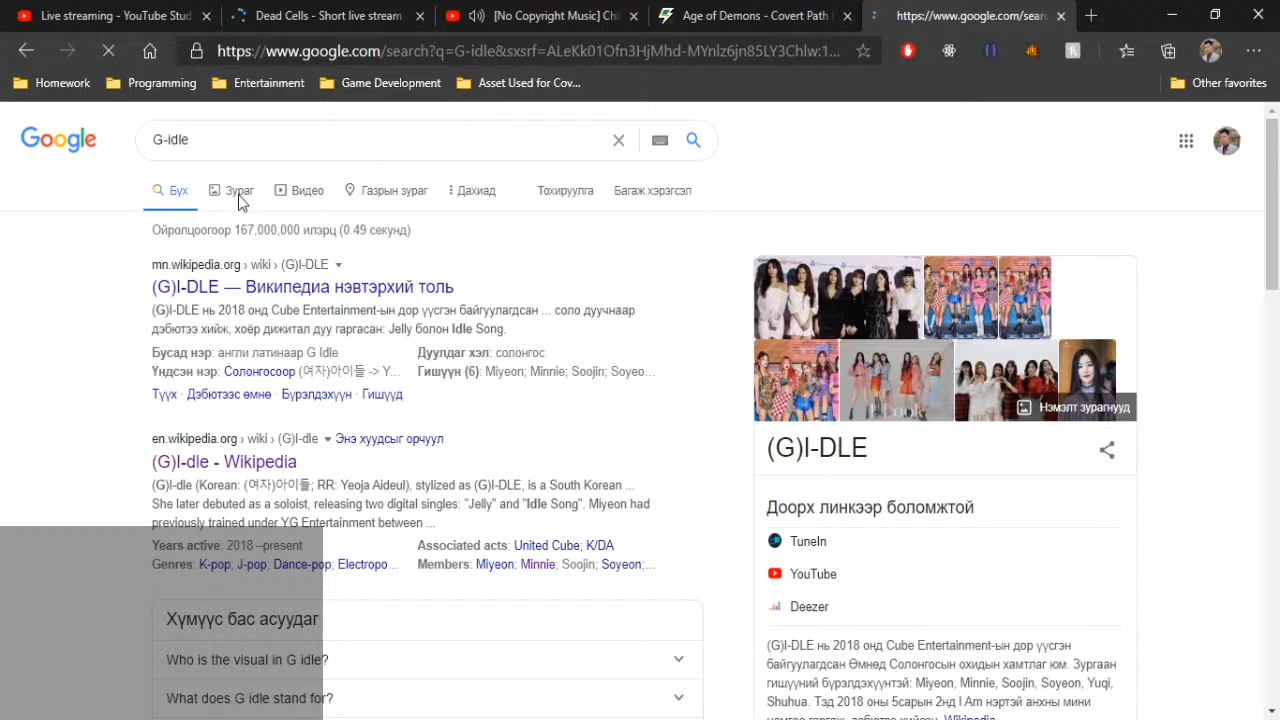 Live streaming - YouTube Stud
Dead Cells - Short live stream
[No Copyright Music] Chi
Age of Demons - Covert Path
https://www.google.com/searc
https://www.google.com/search?q=G-idle&sxsrf=ALeKk01Ofn3HjMhd-MYnlz6jn85LY3Chlw:1...
Homework
Programming
Entertainment
Game Development
Asset Used for Cov...
Other favorites
Google
G-idle
Бүх
Зураг
Видео
Газрын зураг
Дахиад
Тохируулга
Багаж хэрэгсэл
Ойролцоогоор 167,000,000 илэрц (0.49 секунд)
mn.wikipedia.org › wiki › (G)I-DLE
(G)I-DLE — Википедиа нэвтэрхий толь
(G)I-DLE нь 2018 онд Cube Entertainment-ын дор үүсгэн байгуулагдсан ... соло дуучнаар
дэбютээ хийж, хоёр дижитал дуу гаргасан: Jelly болон Idle Song.
Бусад нэр: англи латинаар G Idle
Дуулдаг хэл: солонгос
Үндсэн нэр: Солонгосоор (여자)아이들 -> Y...
Гишүүн (6): Miyeon; Minnie; Soojin; Soyeo...
Түүх · Дэбютээс өмнө · Бүрэлдэхүүн · Гишүүд
en.wikipedia.org › wiki › (G)I-dle
Энэ хуудсыг орчуул
(G)I-dle - Wikipedia
(G)I-dle (Korean: (여자)아이들; RR: Yeoja Aideul), stylized as (G)I-DLE, is a South Korean ...
She later debuted as a soloist, releasing two digital singles: "Jelly" and "Idle Song". Miyeon had
previously trained under YG Entertainment between ...
Years active: 2018 –present
Associated acts: United Cube; K/DA
Genres: K-pop; J-pop; Dance-pop; Electropo...
Members: Miyeon; Minnie; Soojin; Soyeon;...
Хүмүүс бас асуудаг
Who is the visual in G idle?
What does G idle stand for?
Нэмэлт зурагнууд
(G)I-DLE
Доорх линкээр боломжтой
TuneIn
YouTube
Deezer
(G)I-DLE нь 2018 онд Cube Entertainment-ын дор үүсгэн
байгуулагдсан Өмнөд Солонгосын охидын хамтлаг юм. Зургаан
гишүүний бүрэлдэхүүнтэй: Miyeon, Minnie, Soojin, Soyeon, Yuqi,
Shuhua. Тэд 2018 оны 5сарын 2нд I Am нэртэй анхны мини